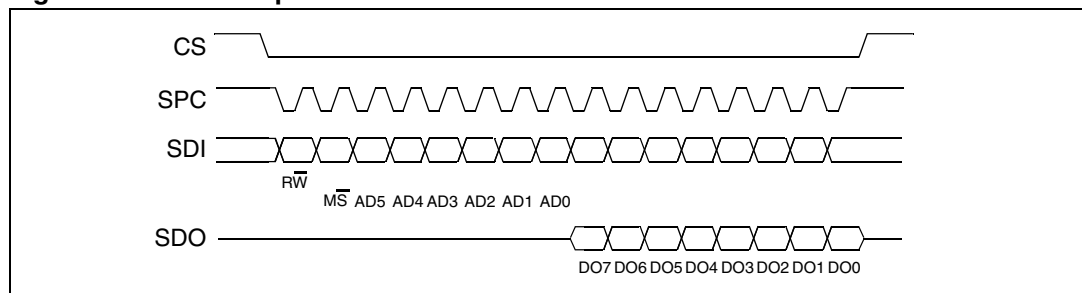 CS
SPC
SDI
RW̅
MS̅ AD5 AD4 AD3 AD2 AD1 AD0
SDO
DO7 DO6 DO5 DO4 DO3 DO2 DO1 DO0